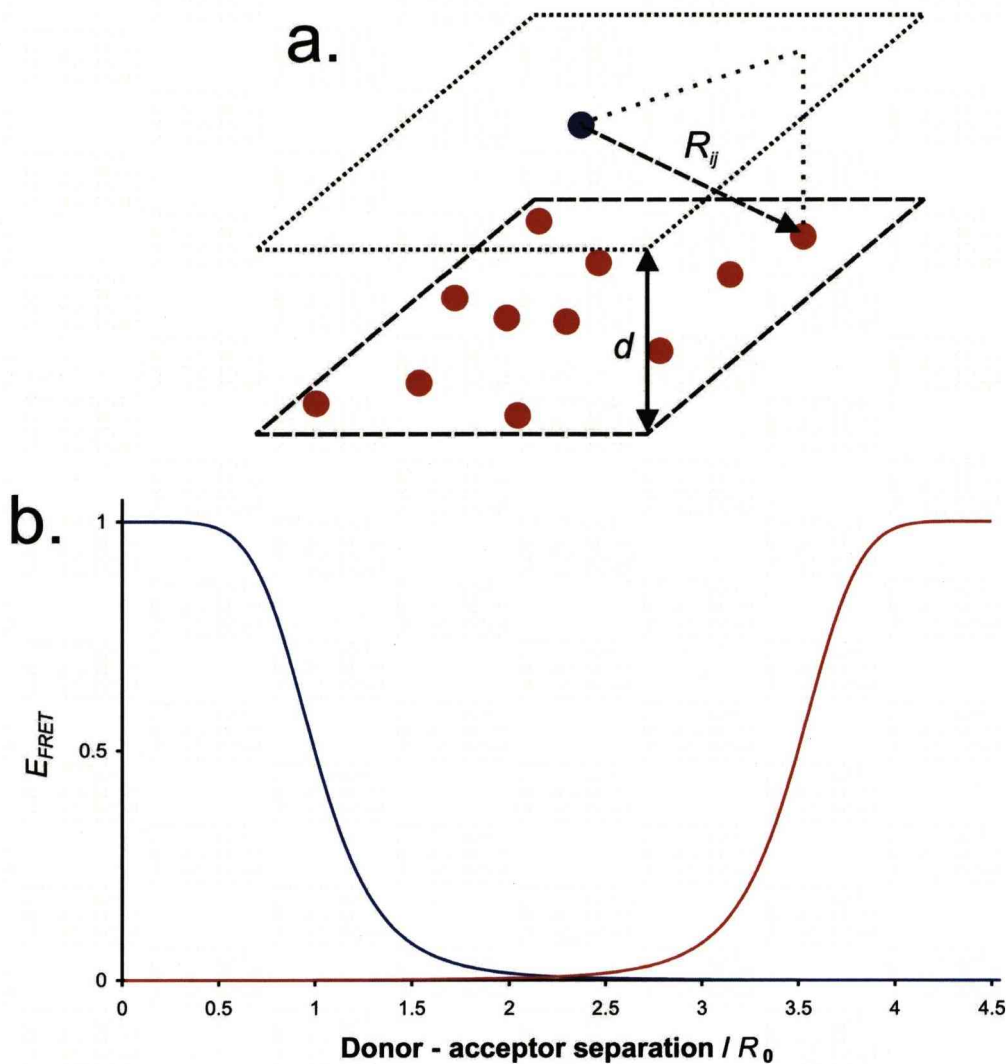 a.
R_ij
d
b.
1
0.5
0
E_FRET
0 0.5 1 1.5 2 2.5 3 3.5 4 4.5
Donor - acceptor separation / R_0